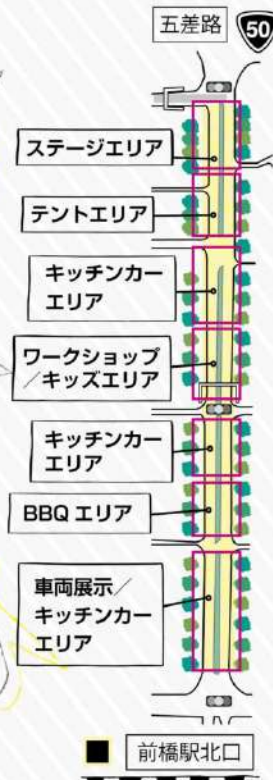 五差路
50
ステージエリア
テントエリア
キッチンカー
エリア
ワークショップ
／キッズエリア
キッチンカー
エリア
BBQ エリア
車両展示／
キッチンカー
エリア
前橋駅北口